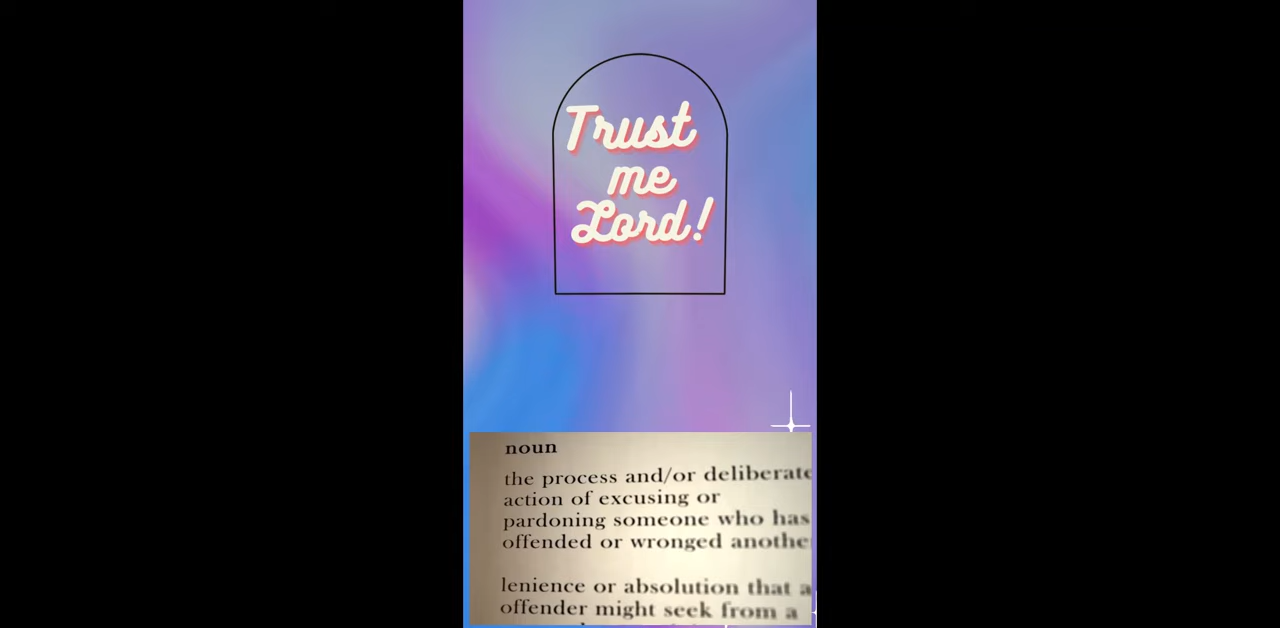 Trust
me
Lord!
noun
the process and/or deliberate
action of excusing or
pardoning someone who has
offended or wronged
lenience or absolution that
offender might seek from a